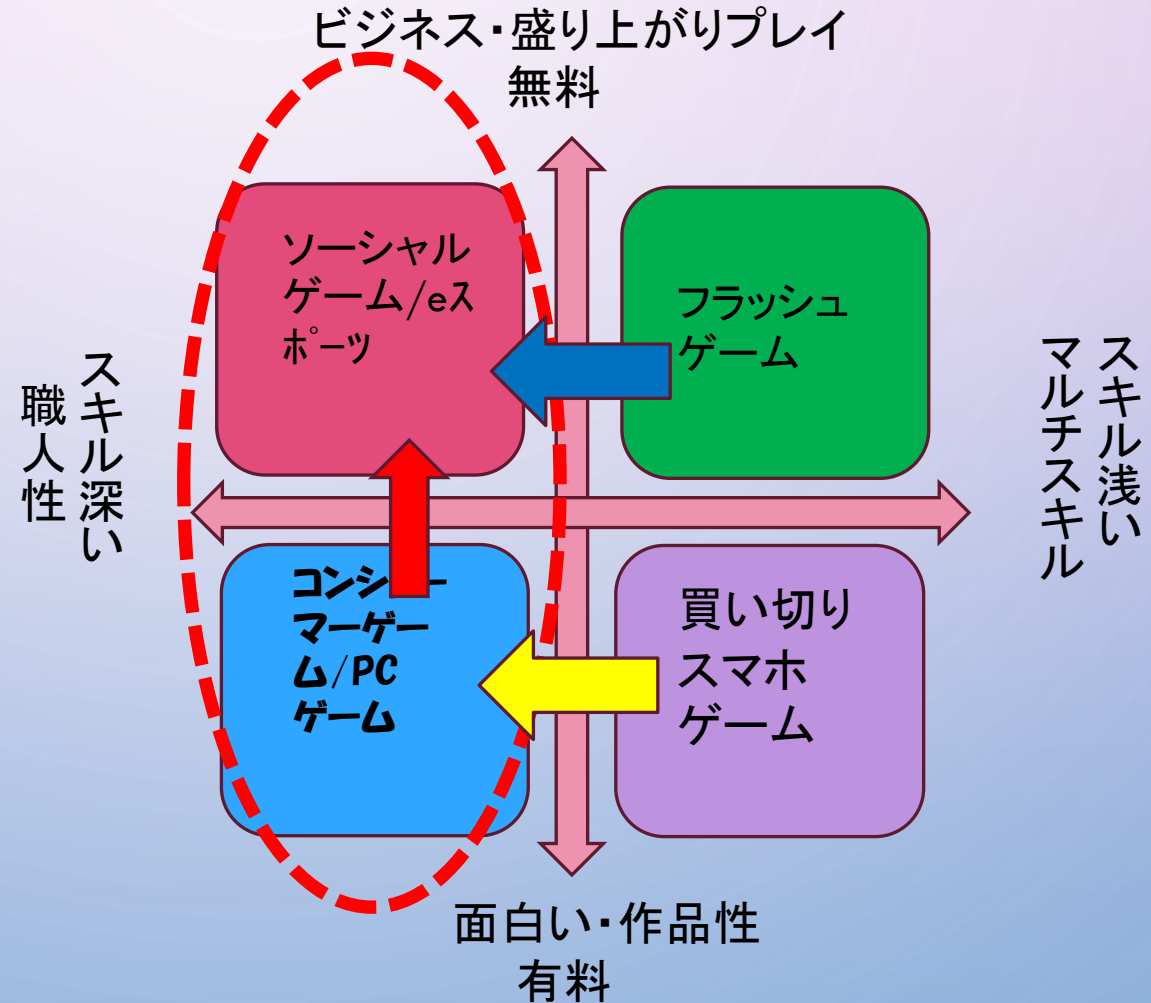 ビジネス・盛り上がりプレイ
無料
ソーシャル
ゲーム/eス
ポーツ
フラッシュ
ゲーム
スキル深い
職人性
スキル浅い
マルチスキル
コンシューマ
マーゲー
ム/PC
ゲーム
買い切り
スマホ
ゲーム
面白い・作品性
有料